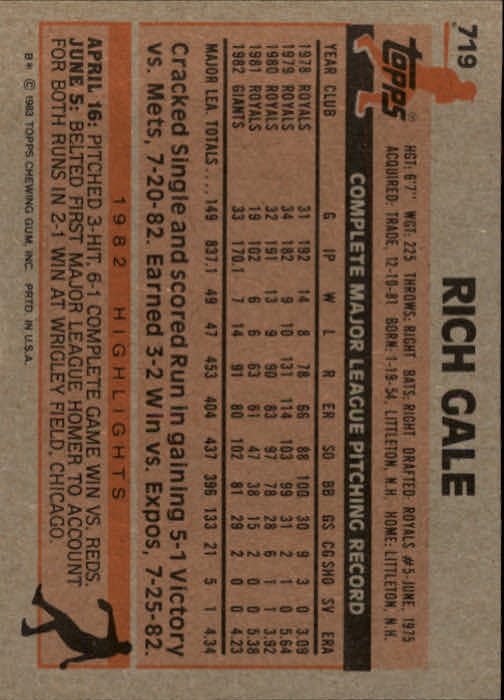 719
topps®
RICH GALE
HGT: 6'7" WGT: 225 THROWS: RIGHT BATS: RIGHT DRAFTED ROYALS #5-JUNE, 1975
ACQUIRED: TRADE, 12-10-81 BORN: 1-19-54, LITTLETON, N.H. HOME: LITTLETON, N.H.
COMPLETE MAJOR LEAGUE PITCHING RECORD
YEAR CLUB G IP W L R ER SO BB GS CG SHO SV ERA
1978 ROYALS 31 192 14 8 78 66 88 100 30 9 3 0 3.09
1979 ROYALS 34 182 9 10 131 114 103 99 31 2 1 0 5.64
1980 ROYALS 32 191 13 9 90 83 97 78 28 6 1 1 3.92
1981 ROYALS 19 102 6 6 63 61 47 38 15 2 0 0 5.38
1982 GIANTS 33 170.1 7 14 91 80 102 81 29 2 0 0 4.23
MAJOR LEA. TOTALS.... 149 837.1 49 47 453 404 437 396 133 21 5 1 4.34
Cracked Single and scored Run in gaining 5-1 Victory
vs. Mets, 7-20-82. Earned 3-2 Win vs. Expos, 7-25-82.
1982 HIGHLIGHTS
APRIL 16: PITCHED 3-HIT, 6-1 COMPLETE GAME WIN VS. REDS.
JUNE 5: BELTED FIRST MAJOR LEAGUE HOMER TO ACCOUNT
FOR BOTH RUNS IN 2-1 WIN AT WRIGLEY FIELD, CHICAGO.
B* © 1983 TOPPS CHEWING GUM, INC. PRTD. IN U.S.A.